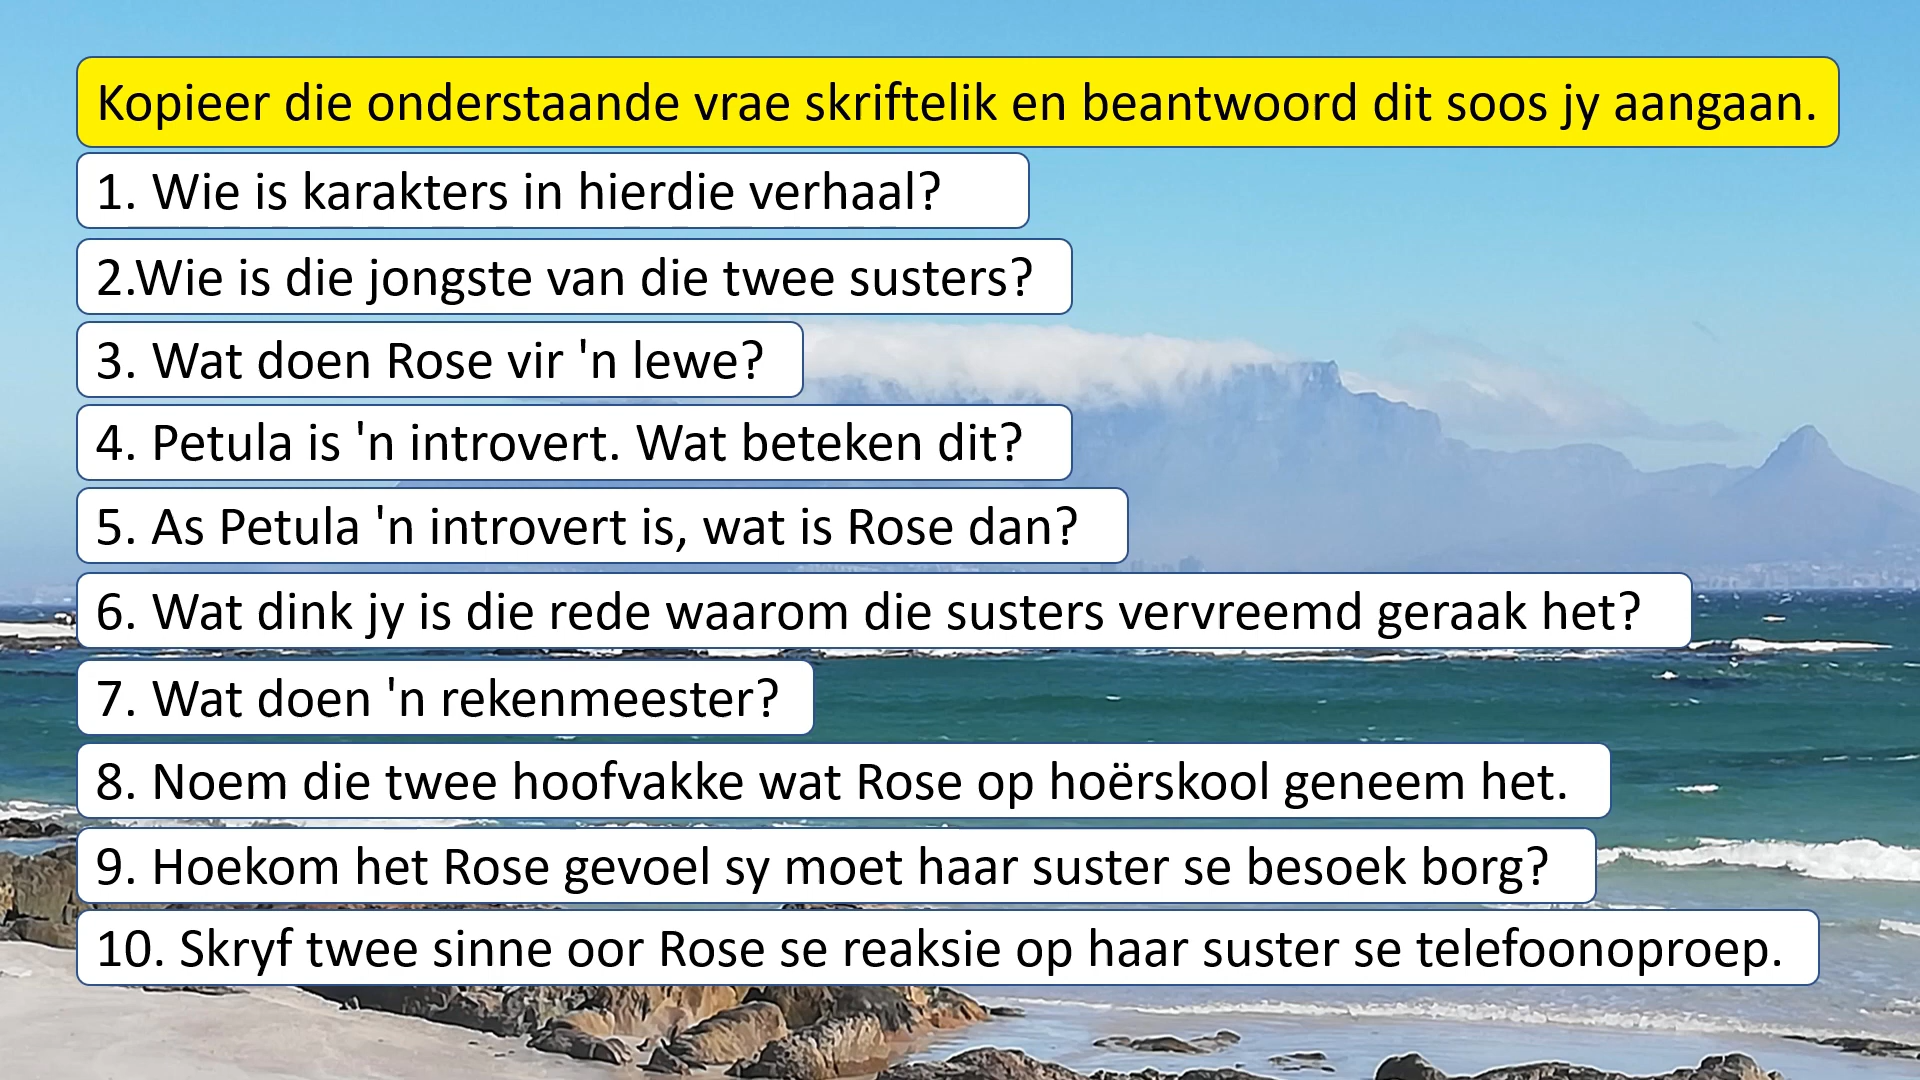 Kopieer die onderstaande vrae skriftelik en beantwoord dit soos jy aangaan.
1. Wie is karakters in hierdie verhaal?
2.Wie is die jongste van die twee susters?
3. Wat doen Rose vir 'n lewe?
4. Petula is 'n introvert. Wat beteken dit?
5. As Petula 'n introvert is, wat is Rose dan?
6. Wat dink jy is die rede waarom die susters vervreemd geraak het?
7. Wat doen 'n rekenmeester?
8. Noem die twee hoofvakke wat Rose op hoërskool geneem het.
9. Hoekom het Rose gevoel sy moet haar suster se besoek borg?
10. Skryf twee sinne oor Rose se reaksie op haar suster se telefoonoproep.